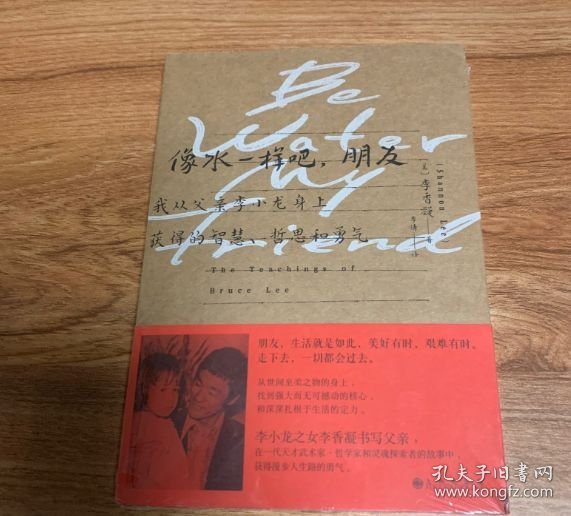 Be
Water
My
Friend
像水一样吧，朋友
我从父亲李小龙身上
获得的智慧、哲思和勇气
[美] 李香凝 著
(Shannon Lee)
李倩 译
The Teachings of
Bruce Lee
朋友，生活就是如此，美好有时，艰难有时，
走下去，一切都会过去。
从世间至柔之物的身上，
找到强大而无可撼动的核心，
和深深扎根于生活的定力。
李小龙之女李香凝书写父亲，
在一代天才武术家、哲学家和灵魂探索者的故事中，
获得漫步人生路的勇气。
孔夫子旧书网
www.kongfz.com